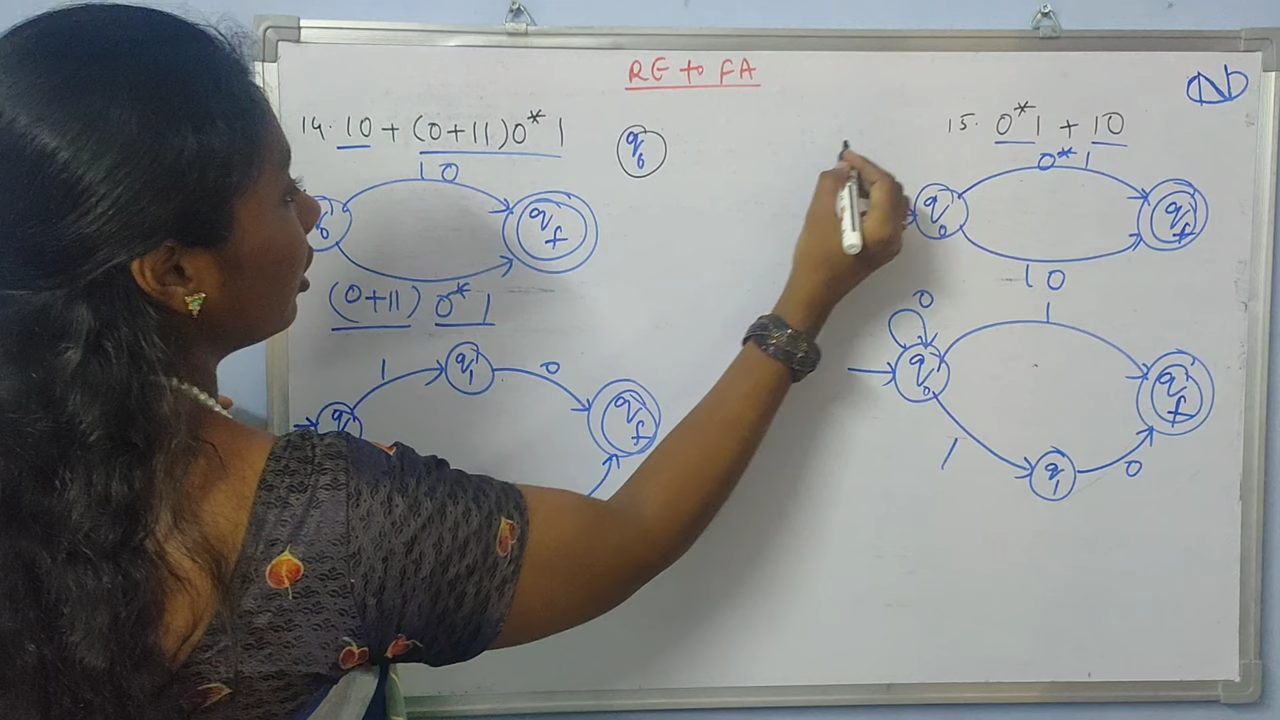 RE to FA
14. 10 + (0+11)0* 1
10
q0
qf
(0+11) 0* 1
1
q1
0
qf
q0
15. 0*1 + 10
0* 1
q0
qf
10
0
1
q0
qf
1
q1
0